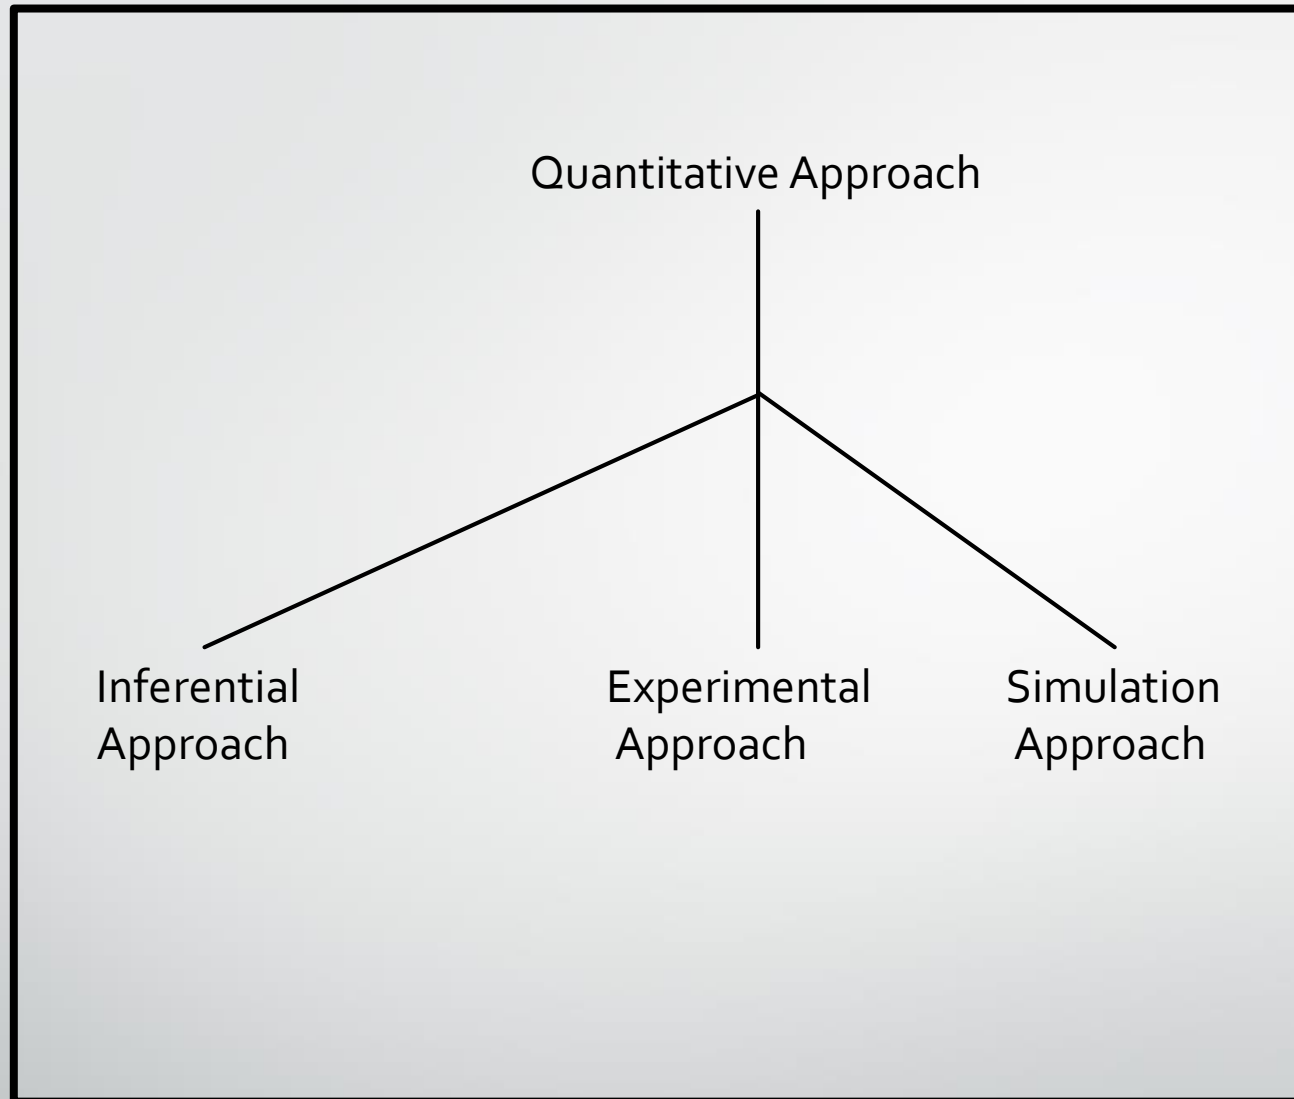 Quantitative Approach
Inferential
Approach
Experimental
Approach
Simulation
Approach